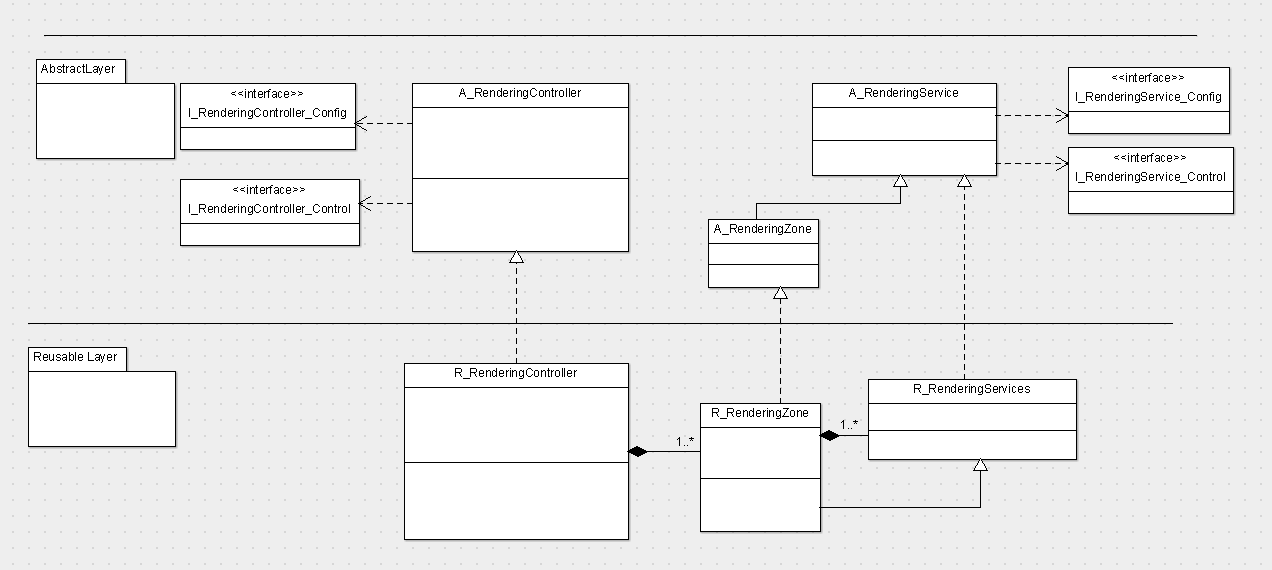 AbstractLayer
<<interface>>
I_RenderingController_Config
<<interface>>
I_RenderingController_Control
A_RenderingController
A_RenderingService
<<interface>>
I_RenderingService_Config
<<interface>>
I_RenderingService_Control
A_RenderingZone
Reusable Layer
R_RenderingController
1..*
R_RenderingZone
1..*
R_RenderingServices